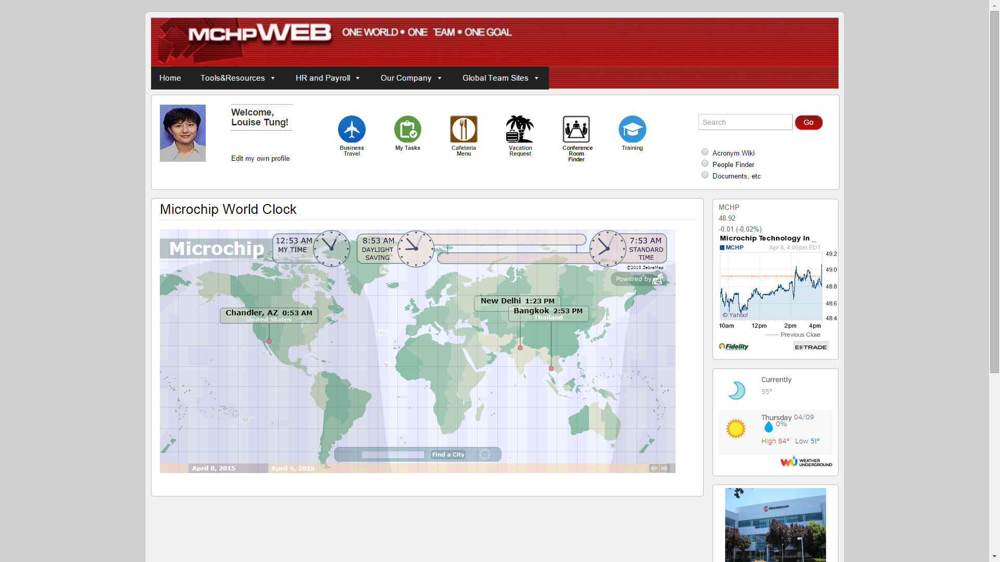 MCHPWEB ONE WORLD • ONE TEAM • ONE GOAL
Home Tools&Resources HR and Payroll Our Company Global Team Sites
Welcome,
Louise Tung!
Edit my own profile
Business
Travel
My Tasks
Cafeteria
Menu
Vacation
Request
Conference
Room
Finder
Training
Search Go
Acronym Wiki
People Finder
Documents, etc
Microchip World Clock
Microchip
12:53 AM
MY TIME
8:53 AM
DAYLIGHT
SAVING
7:53 AM
STANDARD
TIME
©2015 ZebraMap
Powered by
New Delhi 1:23 PM
Bangkok 2:53 PM
Thailand
Chandler, AZ 0:53 AM
United States
Find a City
April 8, 2015 April 9, 2015
MCHP
48.92
-0.01 (-0.02%)
Microchip Technology In ...
MCHP Apr 8, 4:00pm EDT
49.2
49.0
48.8
48.6
48.4
© Yahoo!
10am 12pm 2pm 4pm
Previous Close
Fidelity E*TRADE
Currently
55°
Thursday 04/09
0%
High 84° Low 51°
WEATHER
UNDERGROUND
MICROCHIP